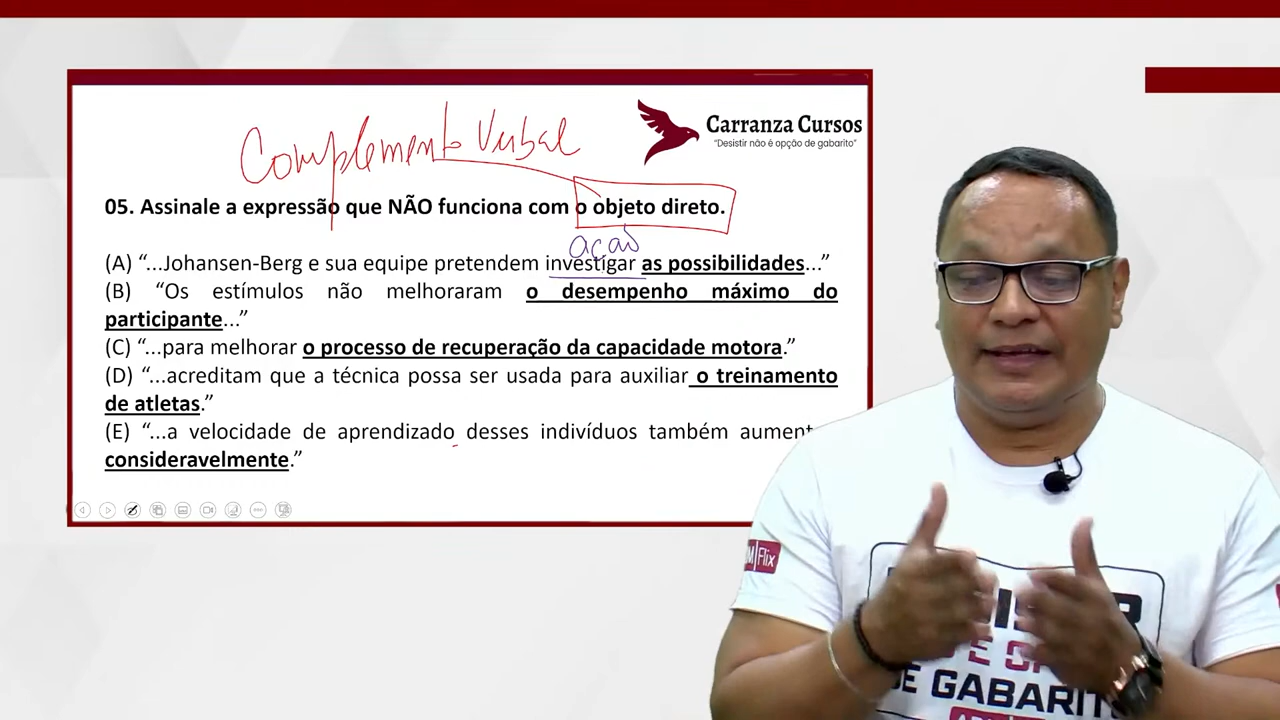 Complemento Verbal
Carranza Cursos
"Desistir não é opção de gabarito"
05. Assinale a expressão que NÃO funciona com o objeto direto.
ação
(A) “...Johansen-Berg e sua equipe pretendem investigar as possibilidades...”
(B) “Os estímulos não melhoraram o desempenho máximo do
participante...”
(C) “...para melhorar o processo de recuperação da capacidade motora.”
(D) “...acreditam que a técnica possa ser usada para auxiliar o treinamento
de atletas.”
(E) “...a velocidade de aprendizado desses indivíduos também
consideravelmente.”
Flix
DE GABARIT